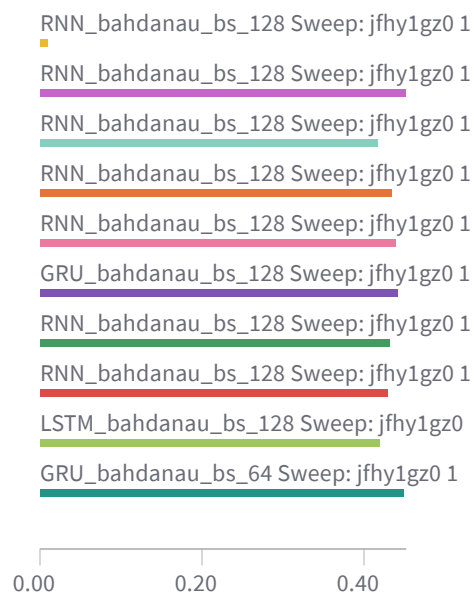 RNN_bahdanau_bs_128 Sweep: jfhy1gz0 1
RNN_bahdanau_bs_128 Sweep: jfhy1gz0 1
RNN_bahdanau_bs_128 Sweep: jfhy1gz0 1
RNN_bahdanau_bs_128 Sweep: jfhy1gz0 1
RNN_bahdanau_bs_128 Sweep: jfhy1gz0 1
GRU_bahdanau_bs_128 Sweep: jfhy1gz0 1
RNN_bahdanau_bs_128 Sweep: jfhy1gz0 1
RNN_bahdanau_bs_128 Sweep: jfhy1gz0 1
LSTM_bahdanau_bs_128 Sweep: jfhy1gz0
GRU_bahdanau_bs_64 Sweep: jfhy1gz0 1
0.00 0.20 0.40